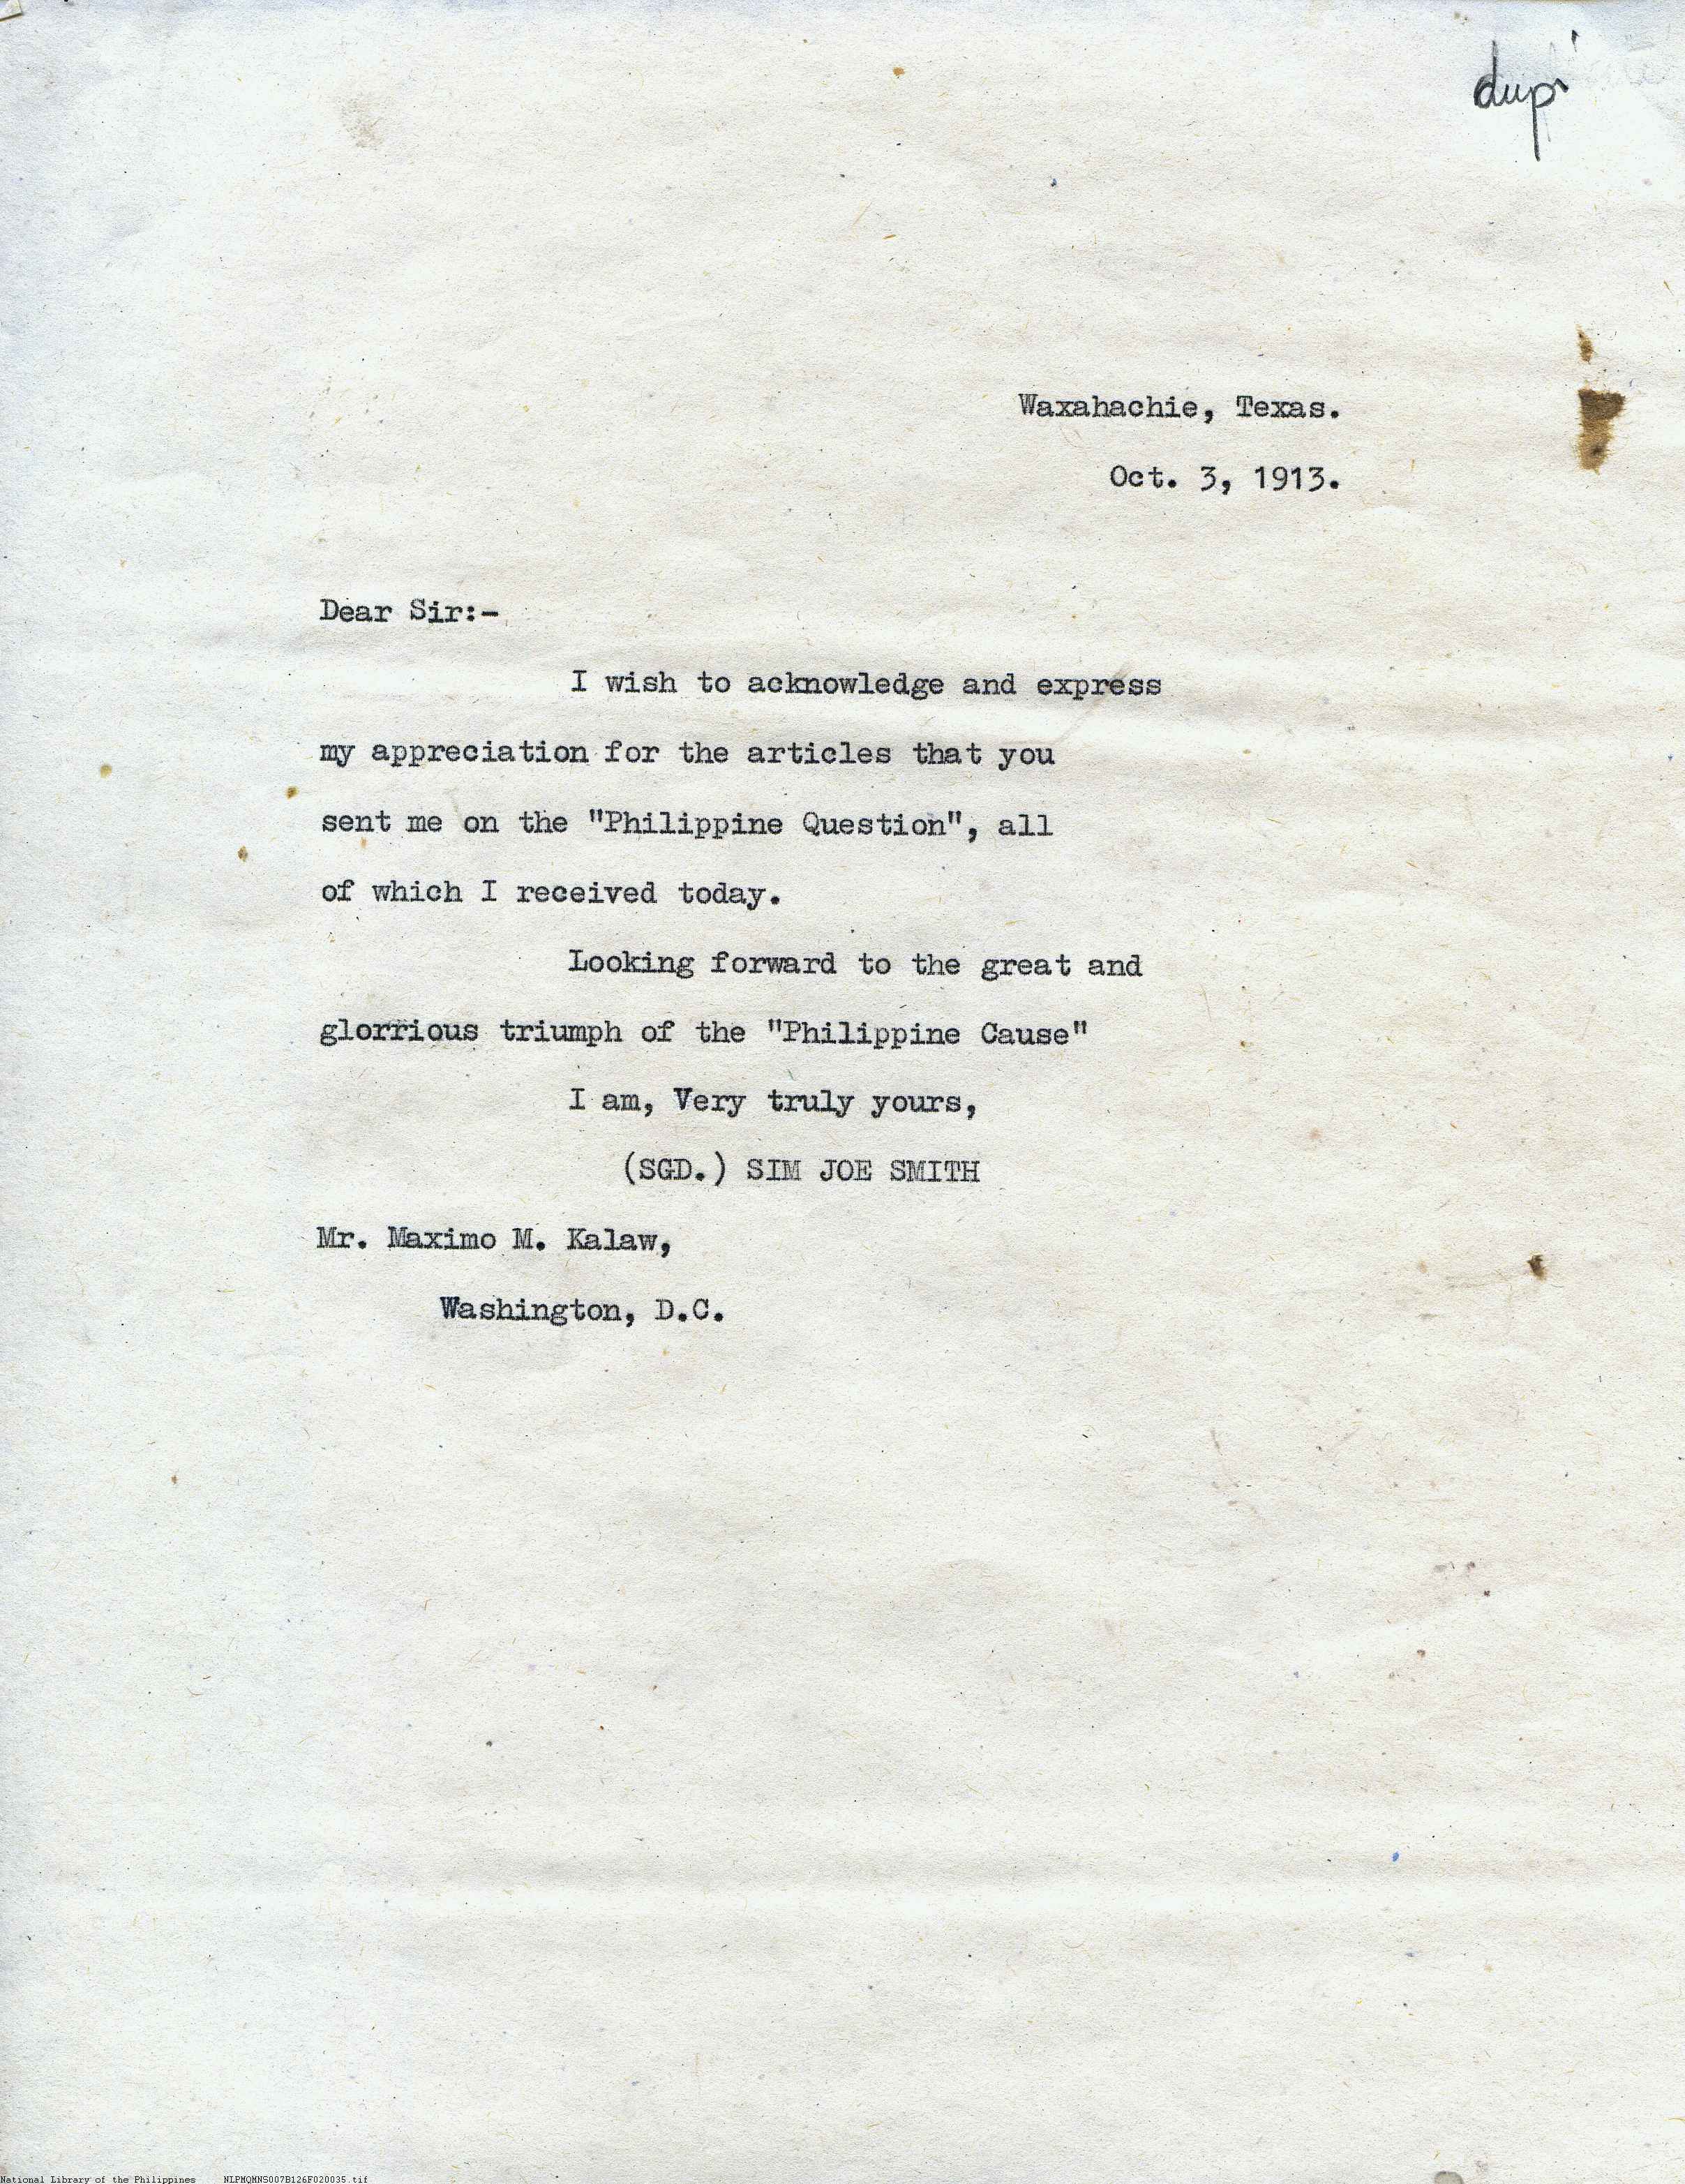 dup
Waxahachie, Texas.
Oct. 3, 1913.
Dear Sir:-
I wish to acknowledge and express
my appreciation for the articles that you
sent me on the "Philippine Question", all
of which I received today.
Looking forward to the great and
glorrious triumph of the "Philippine Cause"
I am, Very truly yours,
(SGD.) SIM JOE SMITH
Mr. Maximo M. Kalaw,
Washington, D.C.
National Library of the Philippines NLPMQMNS007B126F020035.tif